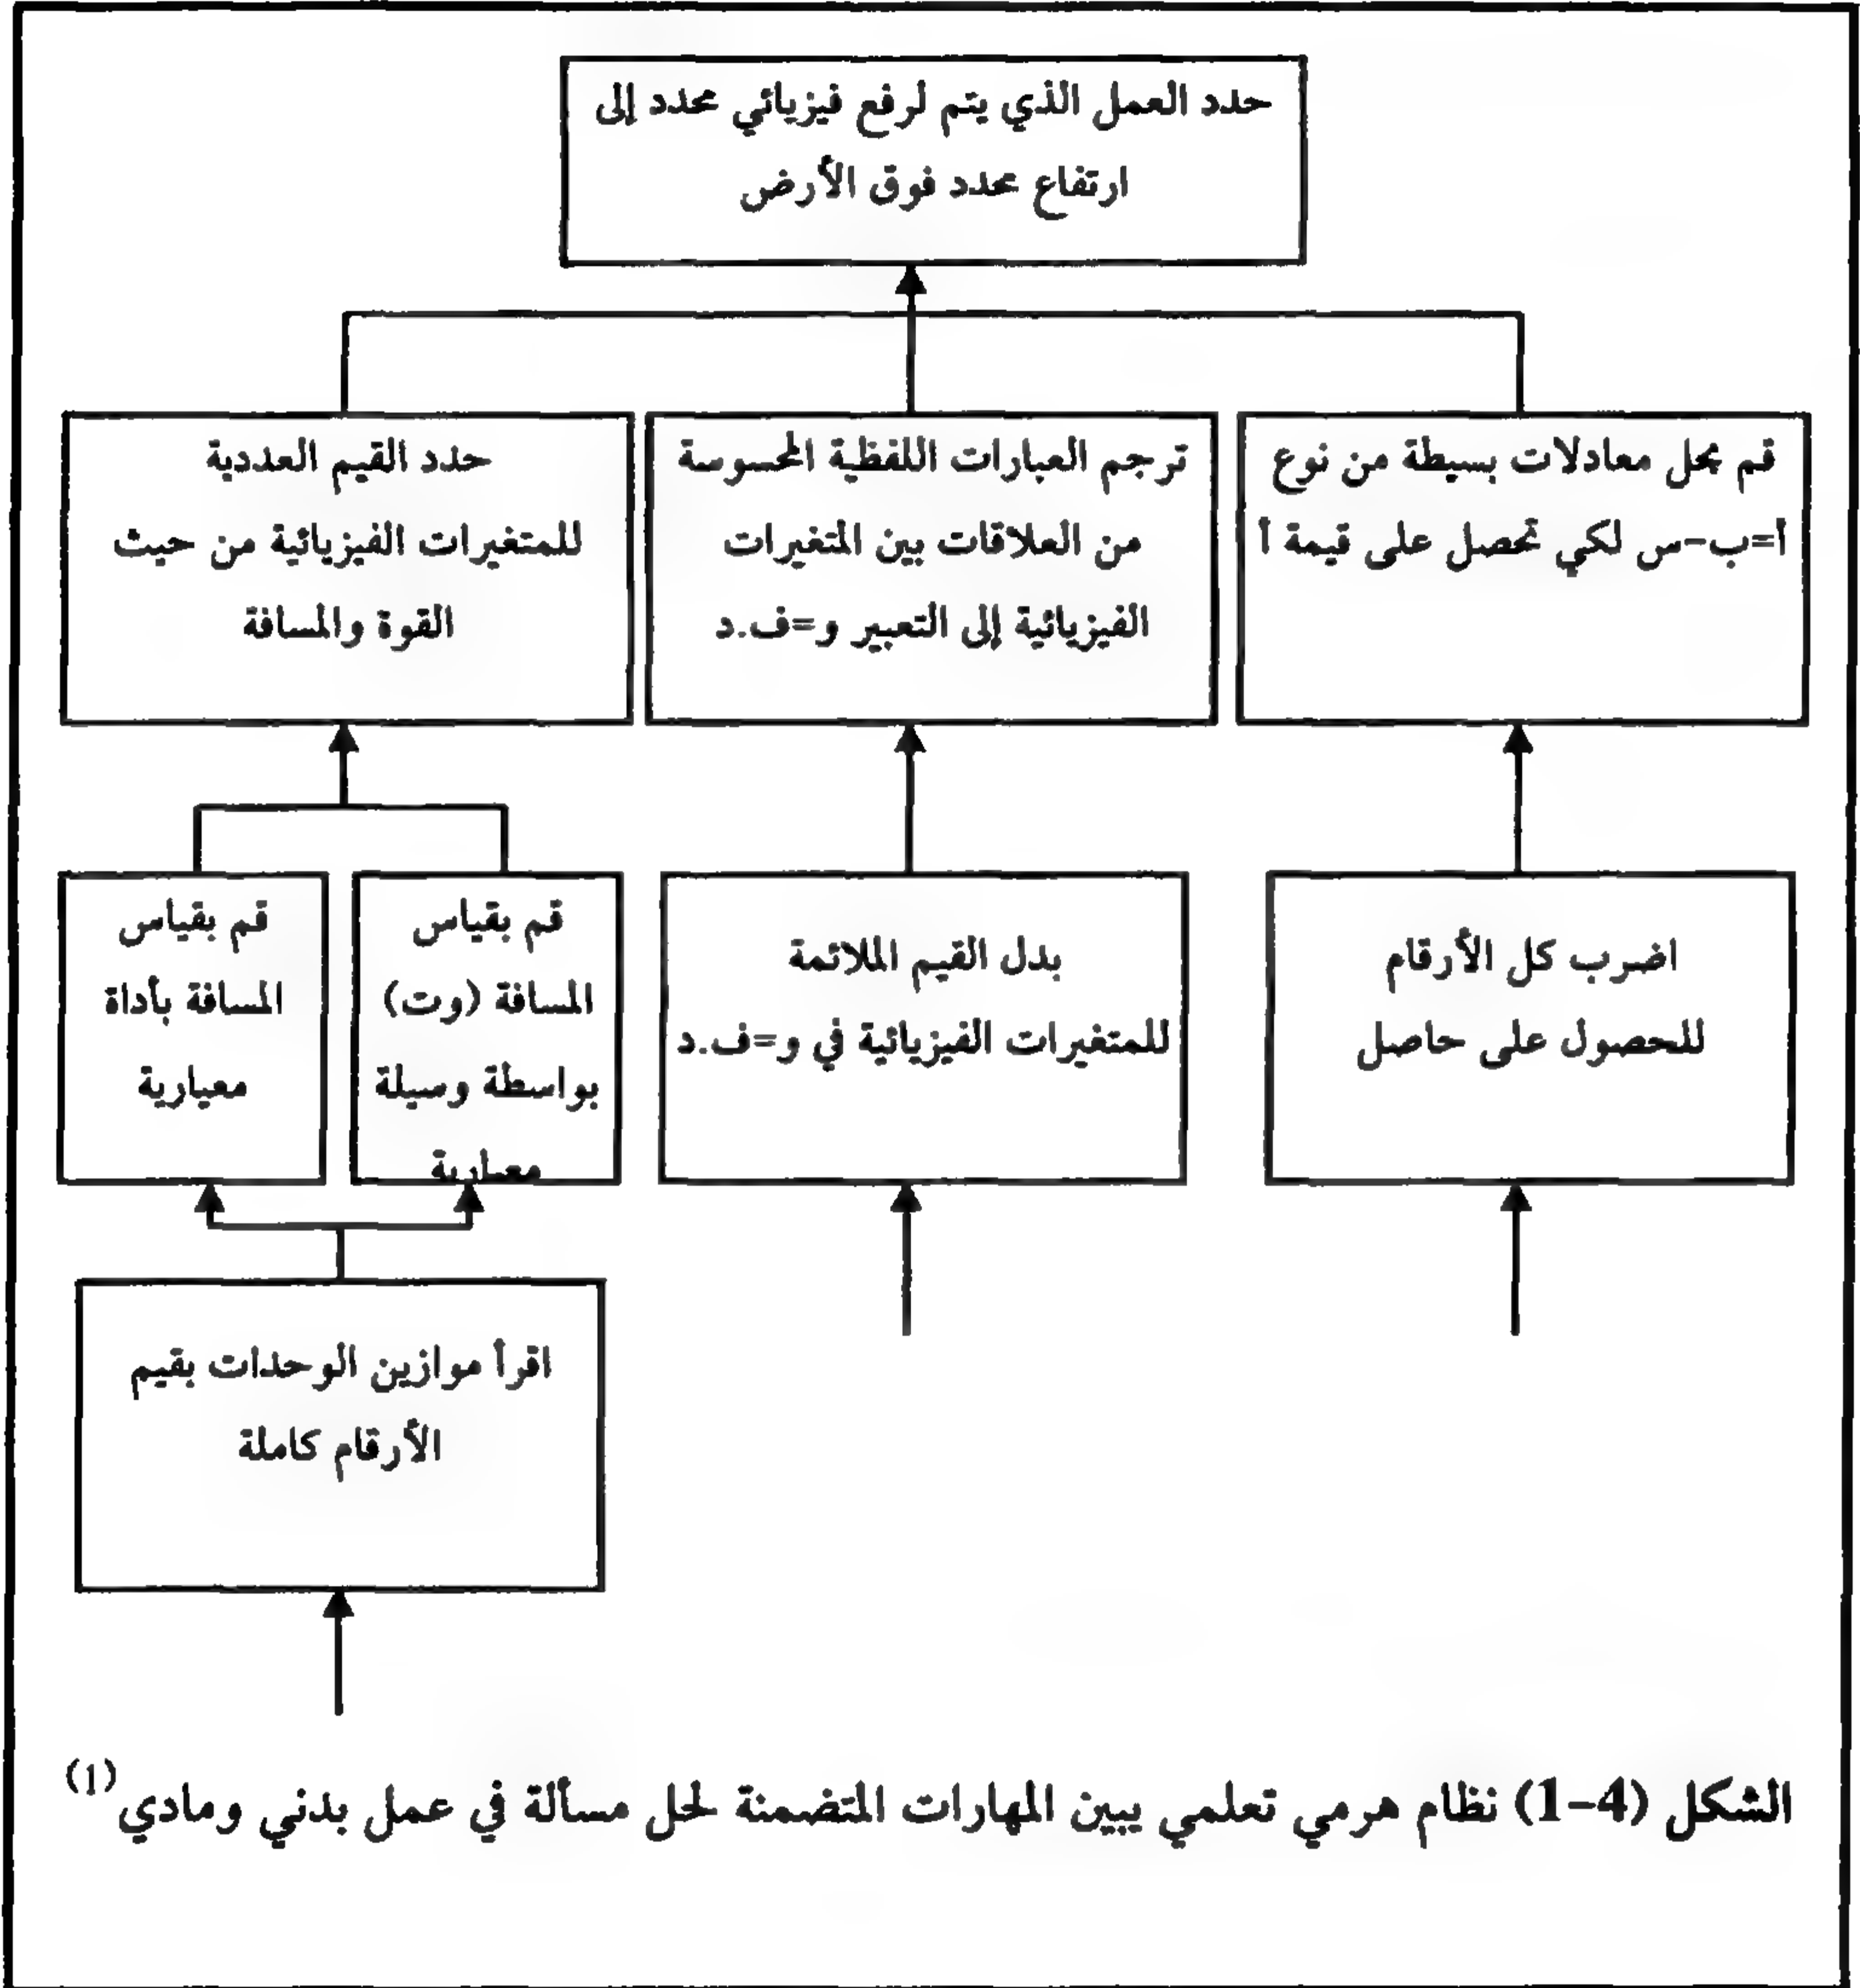 حدد العمل الذي يتم لرفع فيزيائي محدد إلى
ارتفاع محدد فوق الأرض
قم بحل معادلات بسيطة من نوع
أ=ب-س لكي تحصل على قيمة أ
ترجم العبارات اللفظية المحسوسة
من العلاقات بين المتغيرات
الفيزيائية إلى التعبير و=ف.د
حدد القيم العددية
للمتغيرات الفيزيائية من حيث
القوة والمسافة
اضرب كل الأرقام
للحصول على حاصل
بدل القيم الملائمة
للمتغيرات الفيزيائية في و=ف.د
قم بقياس
المسافة (وت)
بواسطة وسيلة
معيارية
قم بقياس
المسافة بأداة
معيارية
اقرأ موازين الوحدات بقيم
الأرقام كاملة
الشكل (4-1) نظام هرمي تعلمي يبين المهارات المتضمنة لحل مسألة في عمل بدني ومادي (1)